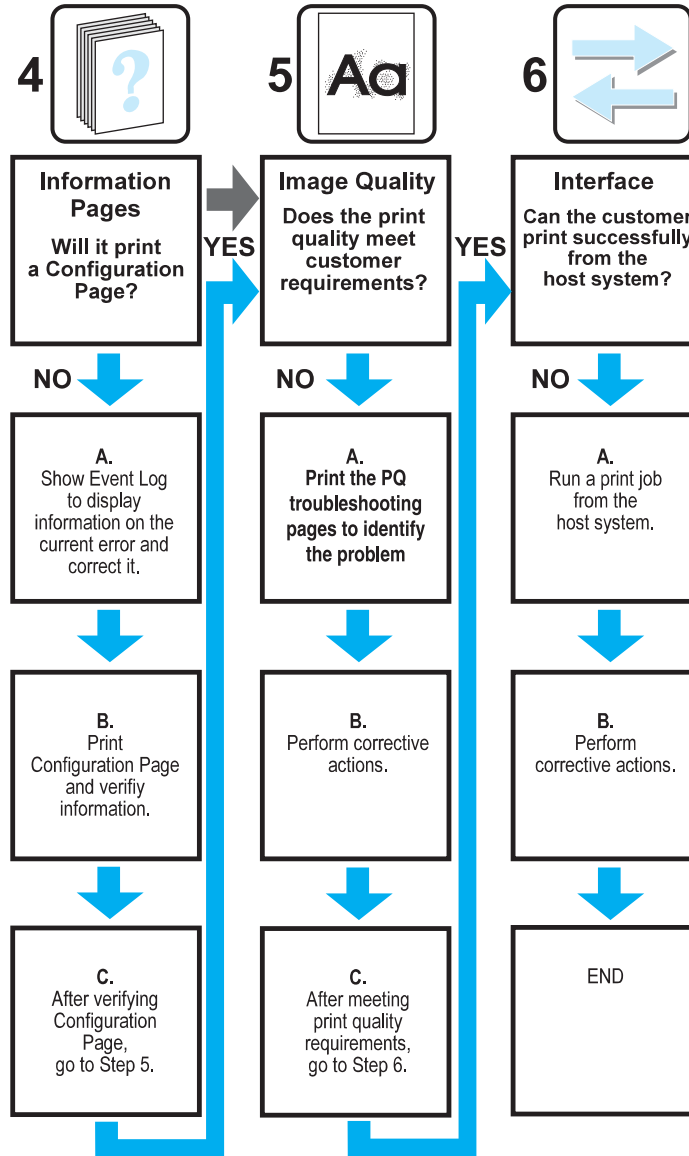 4
?
Information
Pages
Will it print
a Configuration
Page?
YES
NO
A.
Show Event Log
to display
information on the
current error and
correct it.
B.
Print
Configuration Page
and verifiy
information.
C.
After verifying
Configuration
Page,
go to Step 5.
5
Aa
Image Quality
Does the print
quality meet
customer
requirements?
YES
NO
A.
Print the PQ
troubleshooting
pages to identify
the problem
B.
Perform corrective
actions.
C.
After meeting
print quality
requirements,
go to Step 6.
6
Interface
Can the customer
print successfully
from the
host system?
NO
A.
Run a print job
from the
host system.
B.
Perform
corrective actions.
END